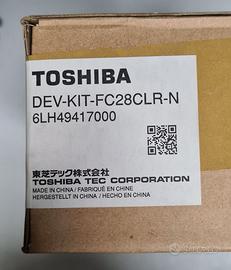 TOSHIBA
DEV-KIT-FC28CLR-N
6LH49417000
東芝テック株式会社
TOSHIBA TEC CORPORATION
MADE IN CHINA / FABRIQUÉ EN CHINE
HERGESTELLT IN CHINA / HECHO EN CHINA